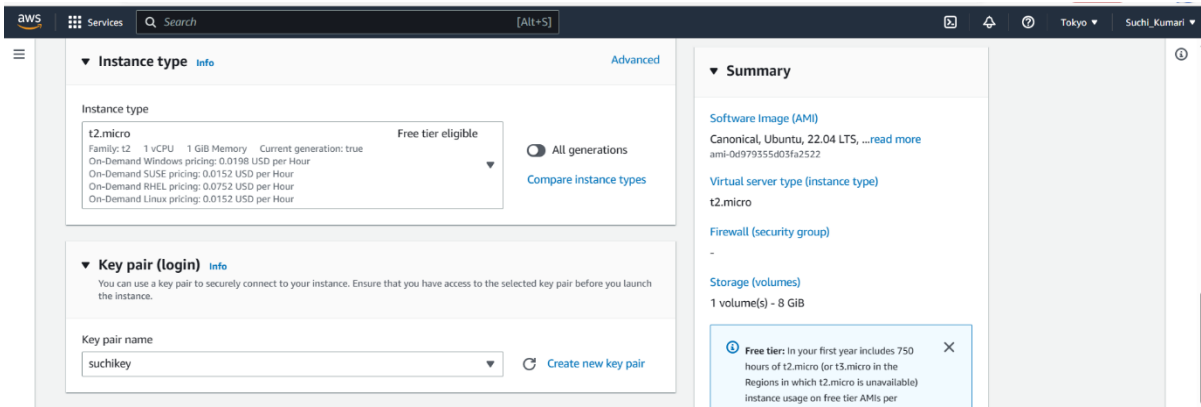 aws
Services
Search
[Alt+S]
Tokyo
Suchi_Kumari
Instance type Info
Advanced
Instance type
t2.micro
Free tier eligible
Family: t2 1 vCPU 1 GiB Memory Current generation: true
On-Demand Windows pricing: 0.0198 USD per Hour
On-Demand SUSE pricing: 0.0152 USD per Hour
On-Demand RHEL pricing: 0.0752 USD per Hour
On-Demand Linux pricing: 0.0152 USD per Hour
All generations
Compare instance types
Key pair (login) Info
You can use a key pair to securely connect to your instance. Ensure that you have access to the selected key pair before you launch
the instance.
Key pair name
suchikey
Create new key pair
Summary
Software Image (AMI)
Canonical, Ubuntu, 22.04 LTS, ...read more
ami-0d979355d03fa2522
Virtual server type (instance type)
t2.micro
Firewall (security group)
-
Storage (volumes)
1 volume(s) - 8 GiB
Free tier: In your first year includes 750
hours of t2.micro (or t3.micro in the
Regions in which t2.micro is unavailable)
instance usage on free tier AMIs per